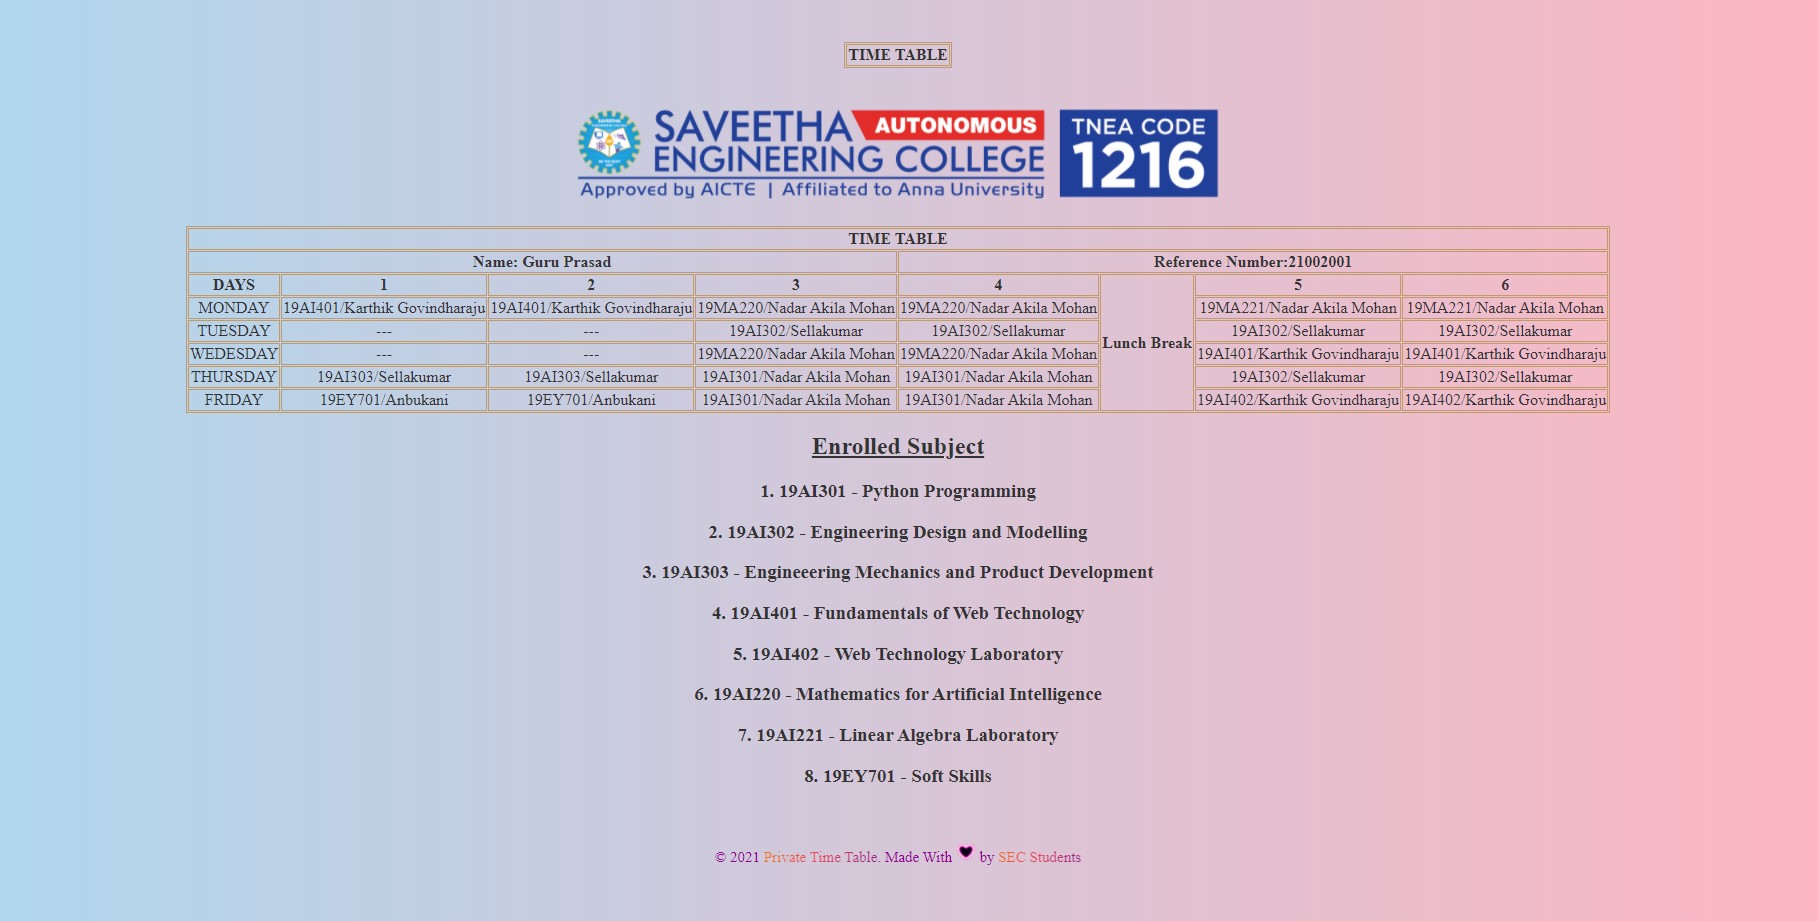 TIME TABLE
SAVEETHA AUTONOMOUS
ENGINEERING COLLEGE
Approved by AICTE | Affiliated to Anna University
TNEA CODE
1216
TIME TABLE
Name: Guru Prasad Reference Number:21002001
DAYS 1 2 3 4 Lunch Break 5 6
MONDAY 19AI401/Karthik Govindharaju 19AI401/Karthik Govindharaju 19MA220/Nadar Akila Mohan 19MA220/Nadar Akila Mohan 19MA221/Nadar Akila Mohan 19MA221/Nadar Akila Mohan
TUESDAY --- --- 19AI302/Sellakumar 19AI302/Sellakumar 19AI302/Sellakumar 19AI302/Sellakumar
WEDESDAY --- --- 19MA220/Nadar Akila Mohan 19MA220/Nadar Akila Mohan 19AI401/Karthik Govindharaju 19AI401/Karthik Govindharaju
THURSDAY 19AI303/Sellakumar 19AI303/Sellakumar 19AI301/Nadar Akila Mohan 19AI301/Nadar Akila Mohan 19AI302/Sellakumar 19AI302/Sellakumar
FRIDAY 19EY701/Anbukani 19EY701/Anbukani 19AI301/Nadar Akila Mohan 19AI301/Nadar Akila Mohan 19AI402/Karthik Govindharaju 19AI402/Karthik Govindharaju
Enrolled Subject
1. 19AI301 - Python Programming
2. 19AI302 - Engineering Design and Modelling
3. 19AI303 - Engineeering Mechanics and Product Development
4. 19AI401 - Fundamentals of Web Technology
5. 19AI402 - Web Technology Laboratory
6. 19AI220 - Mathematics for Artificial Intelligence
7. 19AI221 - Linear Algebra Laboratory
8. 19EY701 - Soft Skills
© 2021 Private Time Table. Made With 🖤 by SEC Students